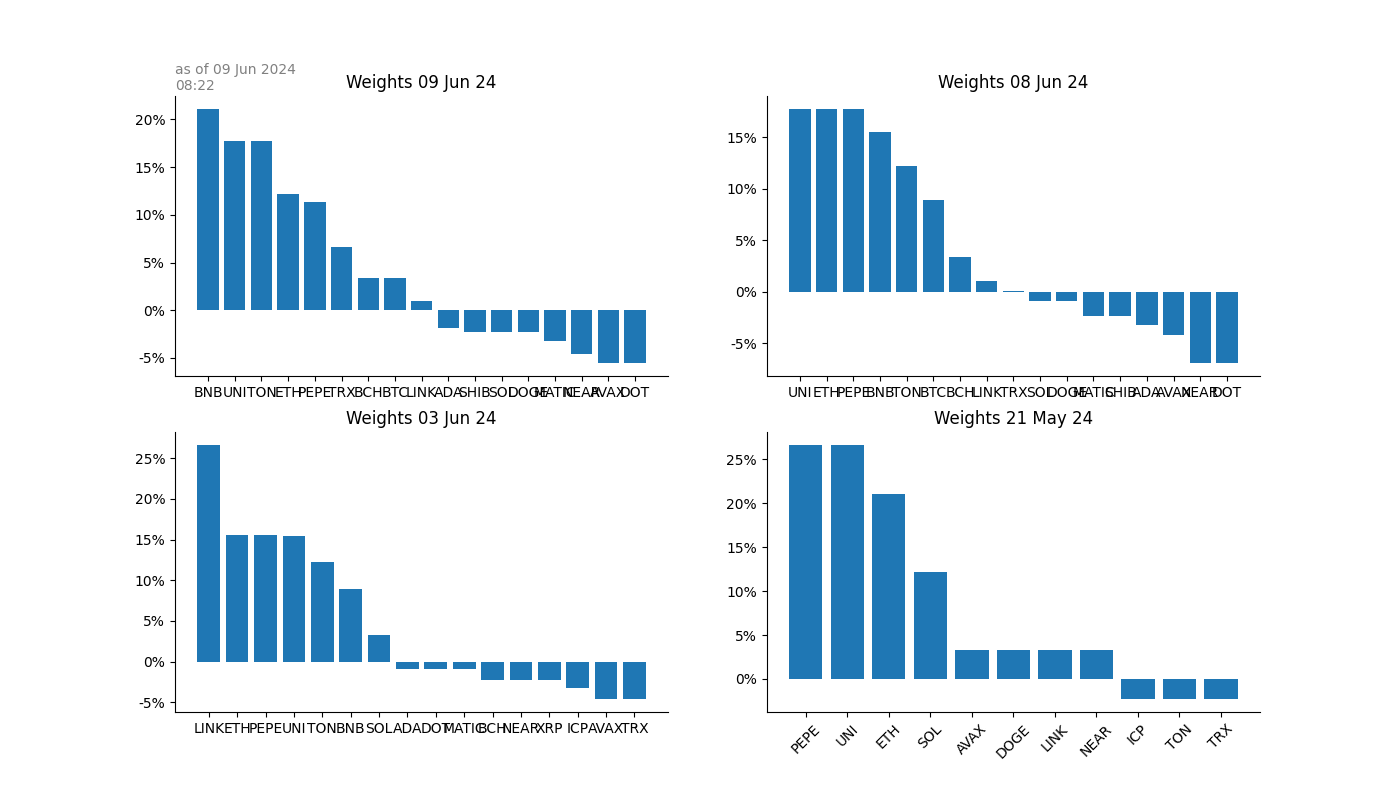 as of 09 Jun 2024
08:22
Weights 09 Jun 24
20%
15%
10%
5%
0%
-5%
BNB UNI TON ETH PEPE TRX BCH BTC LINK ADA SHIB SOL DOGE MATIC NEAR AVAX DOT
Weights 08 Jun 24
15%
10%
5%
0%
-5%
UNI ETH PEPE BNB TON BTC BCH LINK TRX SOL DOGE MATIC SHIB ADA AVAX NEAR DOT
Weights 03 Jun 24
25%
20%
15%
10%
5%
0%
-5%
LINK ETH PEPE UNI TON BNB SOL ADA DOT MATIC BCH NEAR XRP ICP AVAX TRX
Weights 21 May 24
25%
20%
15%
10%
5%
0%
PEPE UNI ETH SOL AVAX DOGE LINK NEAR ICP TON TRX